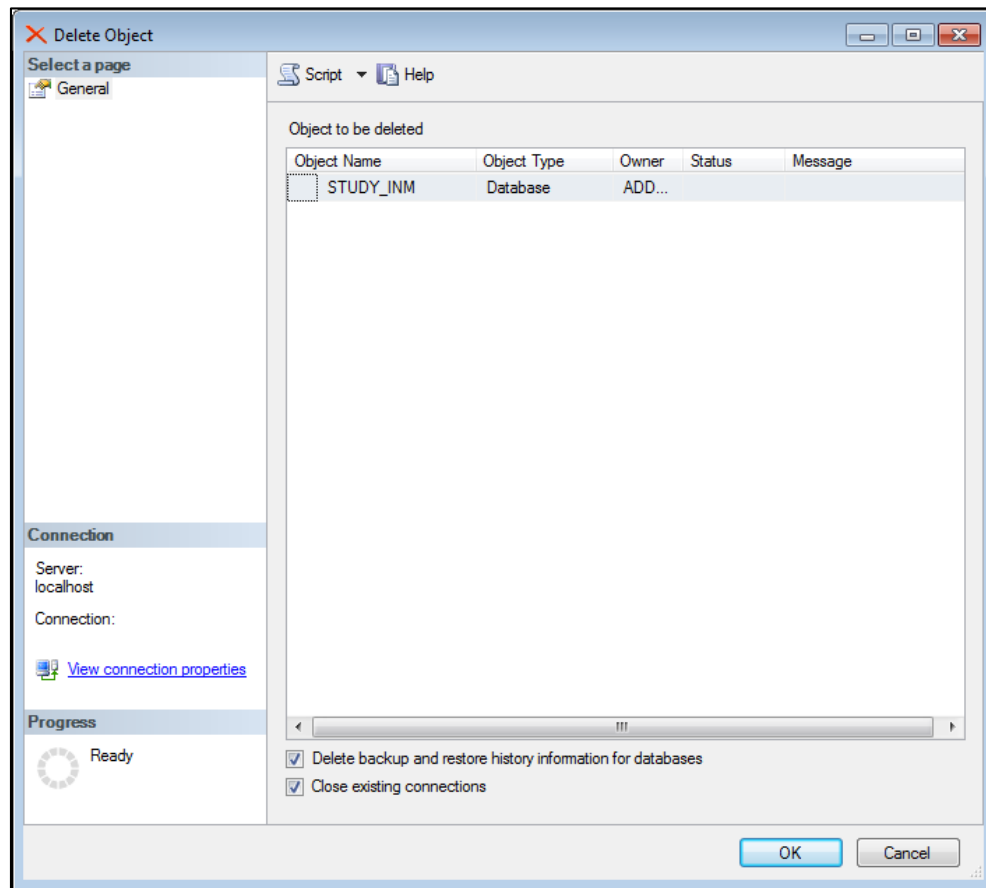 Delete Object
Select a page
General
Script Help
Object to be deleted
Object Name Object Type Owner Status Message
STUDY_INM Database ADD...
Connection
Server:
localhost
Connection:
View connection properties
Progress
Ready
Delete backup and restore history information for databases
Close existing connections
OK Cancel